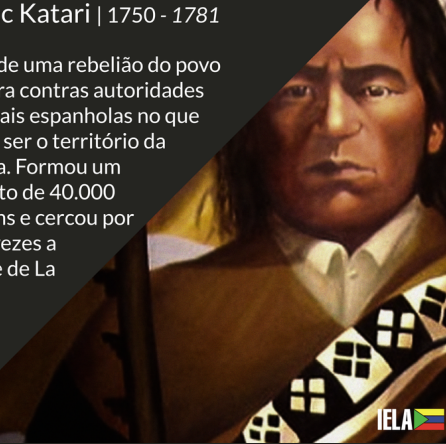 c Katari | 1750 - 1781
de uma rebelião do povo
ra contras autoridades
ais espanholas no que
ser o território da
a. Formou um
to de 40.000
ns e cercou por
ezes a
e de La
IELA